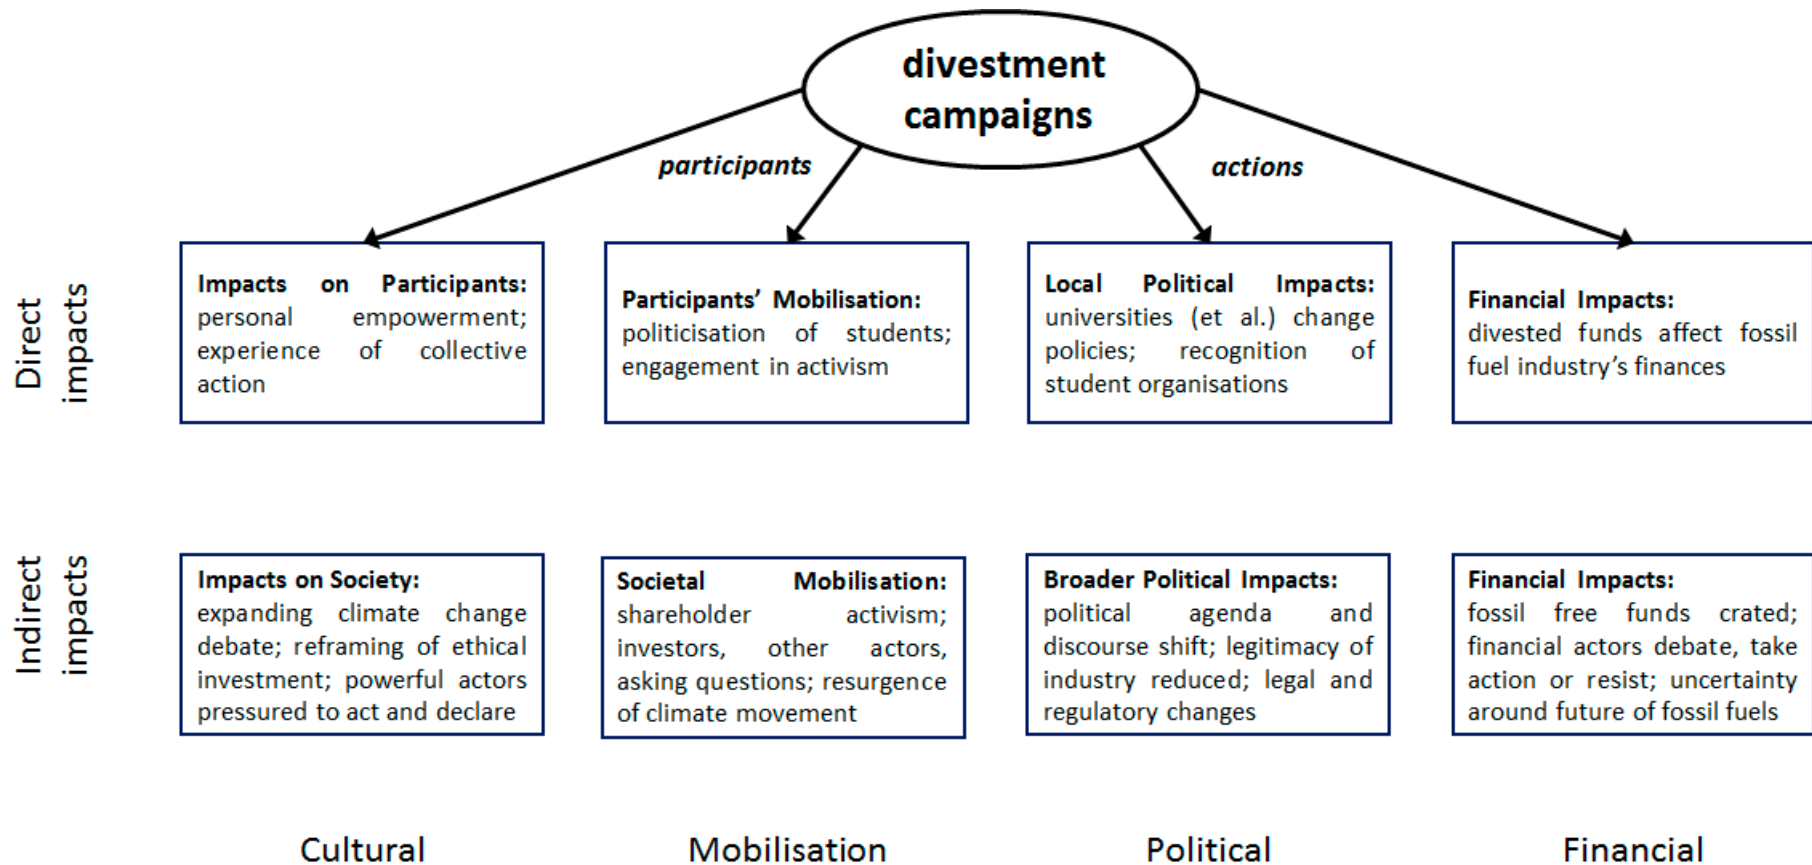 divestment
campaigns
participants
actions
Direct
impacts
Impacts on Participants:
personal empowerment;
experience of collective
action
Participants’ Mobilisation:
politicisation of students;
engagement in activism
Local Political Impacts:
universities (et al.) change
policies; recognition of
student organisations
Financial Impacts:
divested funds affect fossil
fuel industry’s finances
Indirect
impacts
Impacts on Society:
expanding climate change
debate; reframing of ethical
investment; powerful actors
pressured to act and declare
Societal Mobilisation:
shareholder activism;
investors, other actors,
asking questions; resurgence
of climate movement
Broader Political Impacts:
political agenda and
discourse shift; legitimacy of
industry reduced; legal and
regulatory changes
Financial Impacts:
fossil free funds crated;
financial actors debate, take
action or resist; uncertainty
around future of fossil fuels
Cultural
Mobilisation
Political
Financial